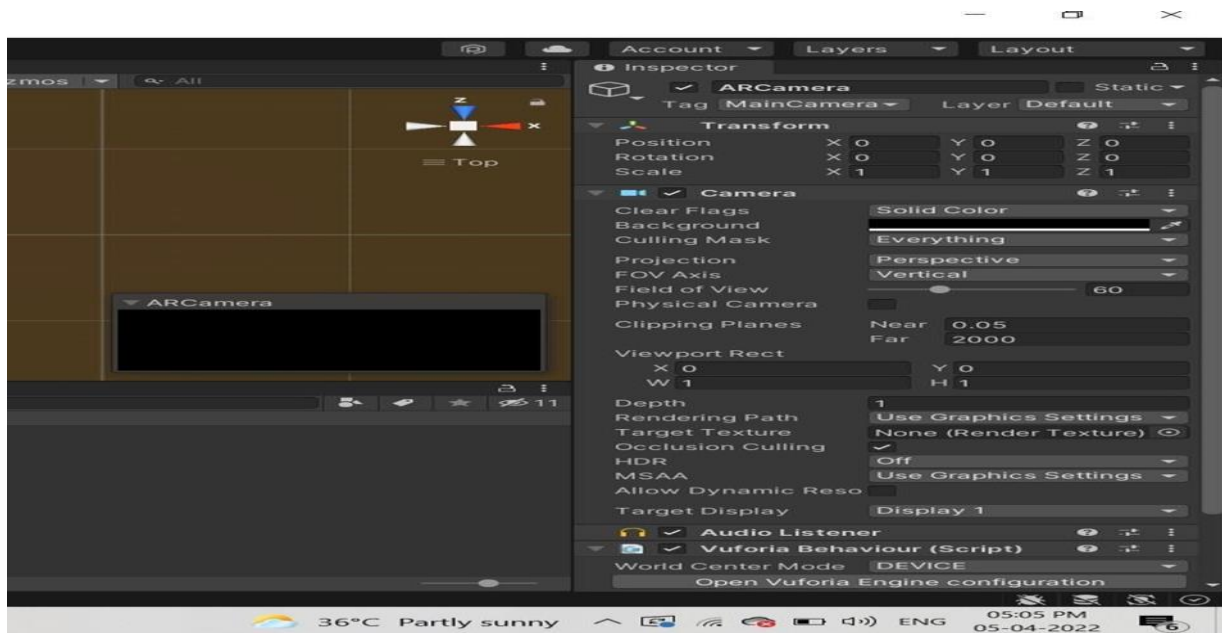 Account Layers Layout
zmos All Inspector
ARCamera Static
Tag MainCamera Layer Default
Z
X
Top
Transform
Position X 0 Y 0 Z 0
Rotation X 0 Y 0 Z 0
Scale X 1 Y 1 Z 1
Camera
Clear Flags Solid Color
Background
Culling Mask Everything
Projection Perspective
FOV Axis Vertical
Field of View 60
ARCamera
Physical Camera
Clipping Planes Near 0.05
Far 2000
Viewport Rect
X 0 Y 0
W 1 H 1
11
Depth 1
Rendering Path Use Graphics Settings
Target Texture None (Render Texture)
Occlusion Culling
HDR Off
MSAA Use Graphics Settings
Allow Dynamic Reso
Target Display Display 1
Audio Listener
Vuforia Behaviour (Script)
World Center Mode DEVICE
Open Vuforia Engine configuration
36°C Partly sunny ENG 05:05 PM
05-04-2022 6